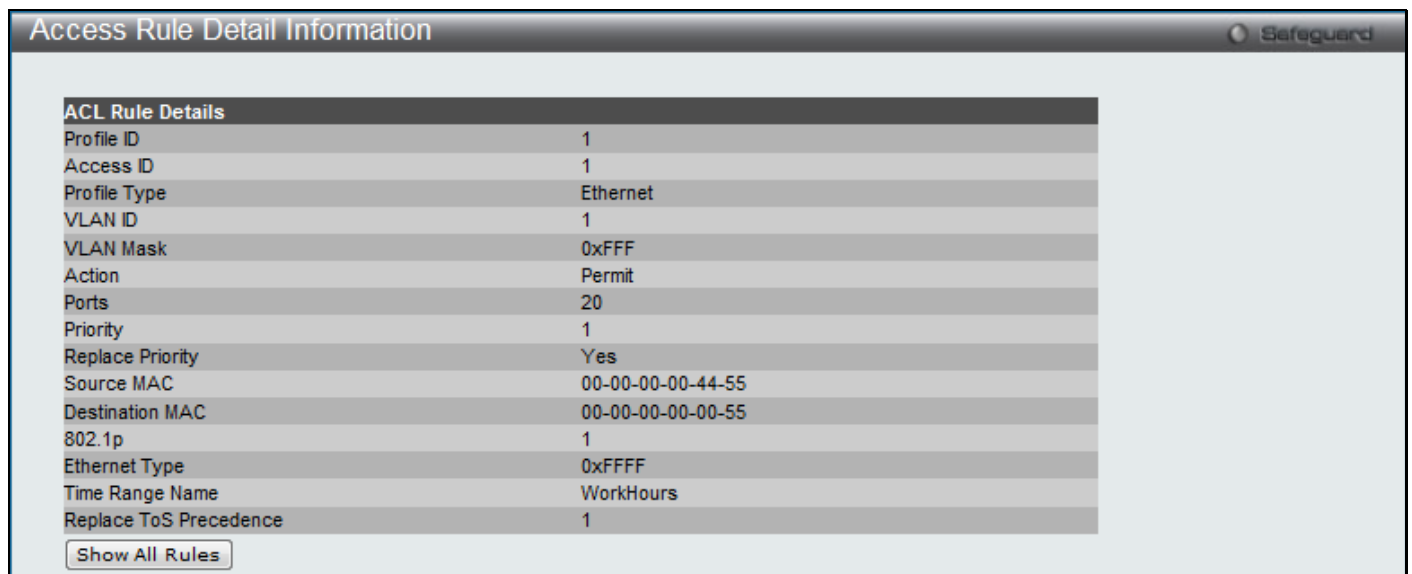 Access Rule Detail Information
Safeguard
ACL Rule Details
Profile ID 1
Access ID 1
Profile Type Ethernet
VLAN ID 1
VLAN Mask 0xFFF
Action Permit
Ports 20
Priority 1
Replace Priority Yes
Source MAC 00-00-00-00-44-55
Destination MAC 00-00-00-00-00-55
802.1p 1
Ethernet Type 0xFFFF
Time Range Name WorkHours
Replace ToS Precedence 1
Show All Rules